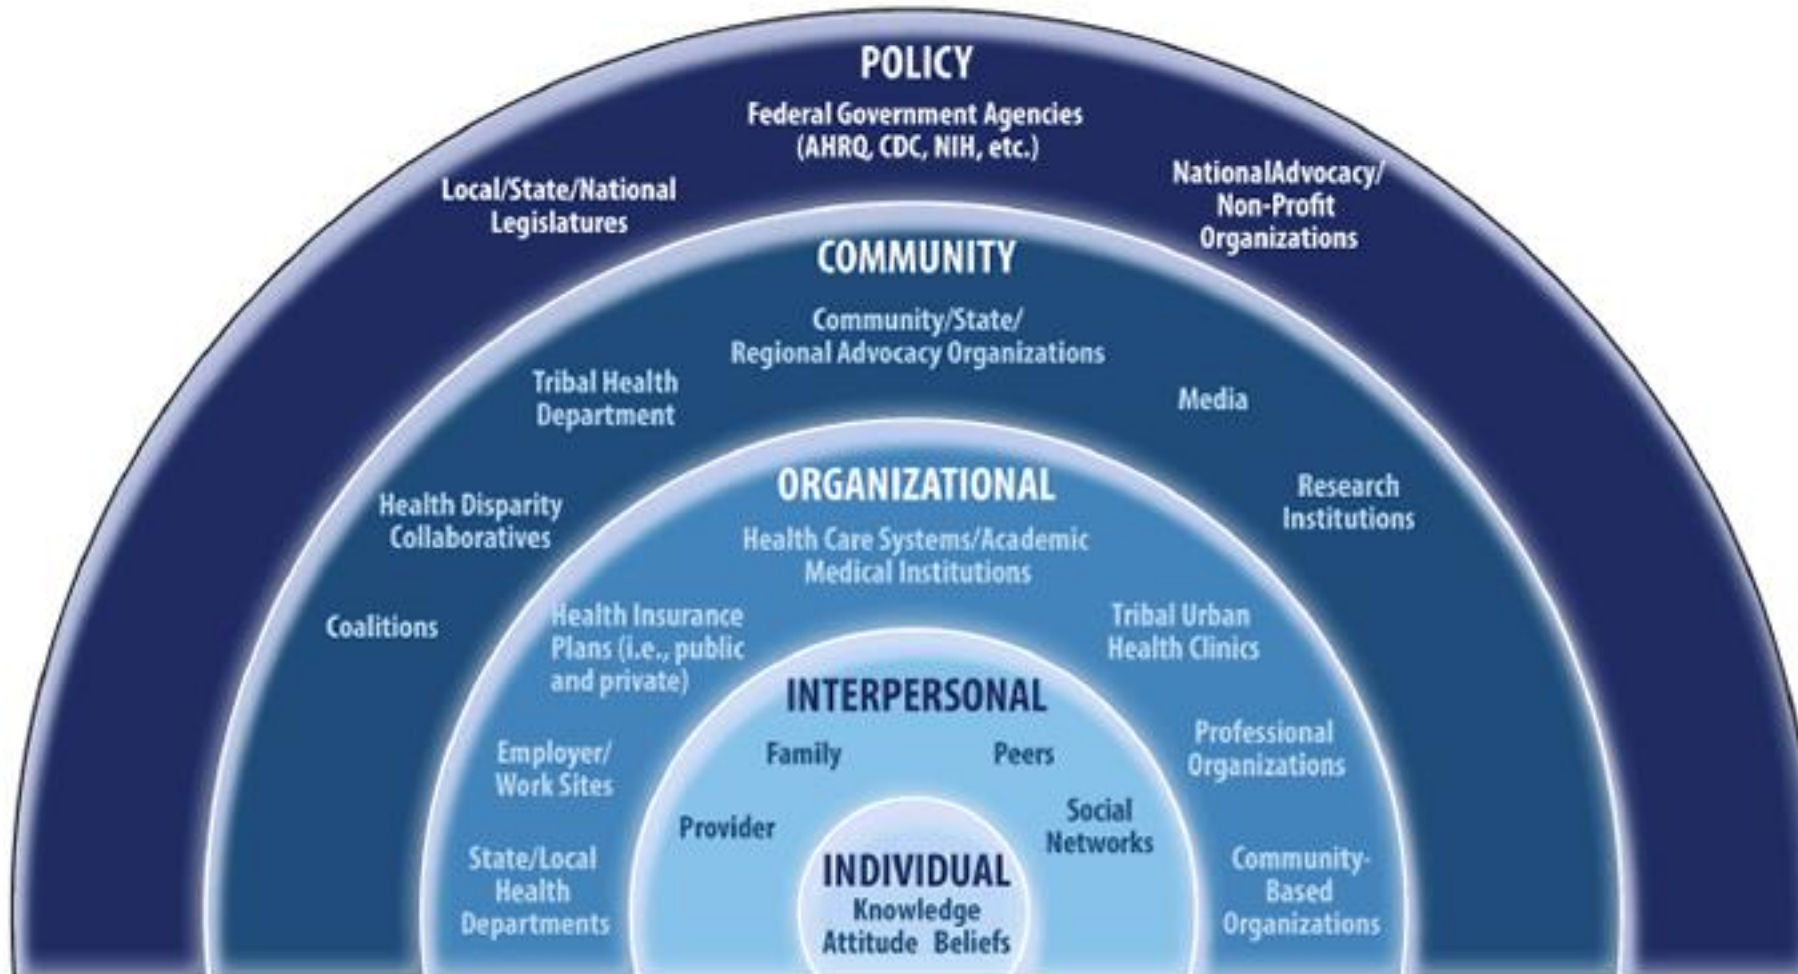 POLICY
Federal Government Agencies
(AHRQ, CDC, NIH, etc.)
Local/State/National
Legislatures
NationalAdvocacy/
Non-Profit
Organizations
COMMUNITY
Community/State/
Regional Advocacy Organizations
Tribal Health
Department
Media
Health Disparity
Collaboratives
Research
Institutions
Coalitions
ORGANIZATIONAL
Health Care Systems/Academic
Medical Institutions
Health Insurance
Plans (i.e., public
and private)
Tribal Urban
Health Clinics
Employer/
Work Sites
Professional
Organizations
State/Local
Health
Departments
Community-
Based
Organizations
INTERPERSONAL
Family
Peers
Provider
Social
Networks
INDIVIDUAL
Knowledge
Attitude Beliefs